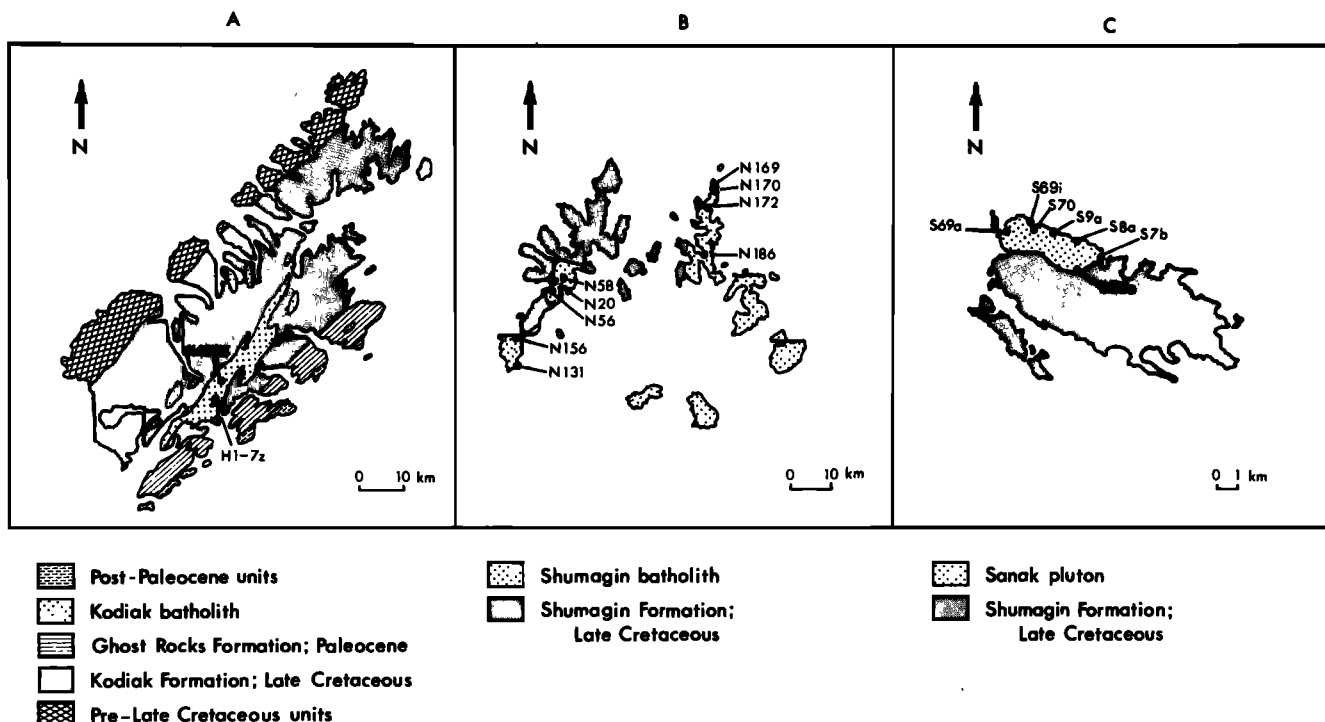 A
B
C
N
H1-7z
0 10 km
N
N169
N170
N172
N186
N58
N20
N56
N156
N131
0 10 km
N
S69i
S70
S9a
S8a
S7b
S69a
0 1 km
Post-Paleocene units
Kodiak batholith
Ghost Rocks Formation; Paleocene
Kodiak Formation; Late Cretaceous
Pre-Late Cretaceous units
Shumagin batholith
Shumagin Formation;
Late Cretaceous
Sanak pluton
Shumagin Formation;
Late Cretaceous